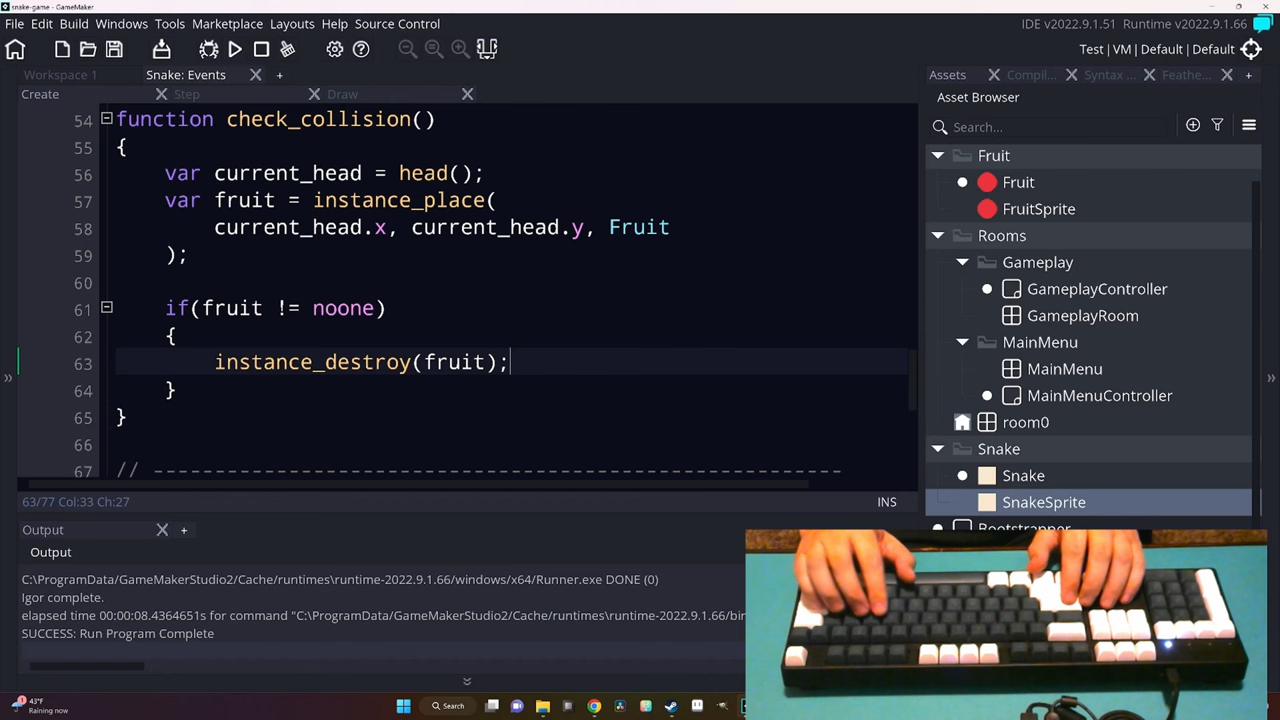 snake-game - GameMaker
File Edit Build Windows Tools Marketplace Layouts Help Source Control
IDE v2022.9.1.51 Runtime v2022.9.1.66
Test | VM | Default | Default
Workspace 1
Snake: Events
Create
Step
Draw
54 function check_collision()
55 {
56 var current_head = head();
57 var fruit = instance_place(
58 current_head.x, current_head.y, Fruit
59 );
60
61 if(fruit != noone)
62 {
63 instance_destroy(fruit);
64 }
65 }
66
67 // --------------------------------------------------------
63/77 Col:33 Ch:27
INS
Output
Output
C:\ProgramData/GameMakerStudio2/Cache/runtimes\runtime-2022.9.1.66/windows/x64/Runner.exe DONE (0)
Igor complete.
elapsed time 00:00:08.4364651s for command "C:\ProgramData/GameMakerStudio2/Cache/runtimes\runtime-2022.9.1.66/bin
SUCCESS: Run Program Complete
Assets
Compil...
Syntax ...
Feathe...
Asset Browser
Search...
Fruit
Fruit
FruitSprite
Rooms
Gameplay
GameplayController
GameplayRoom
MainMenu
MainMenu
MainMenuController
room0
Snake
Snake
SnakeSprite
Bootstrapper
43°F
Raining now
Search